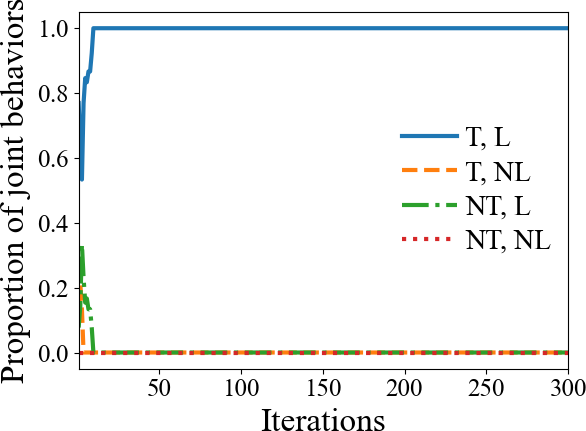 Proportion of joint behaviors
1.0
0.8
0.6
0.4
0.2
0.0
T, L
T, NL
NT, L
NT, NL
50 100 150 200 250 300
Iterations